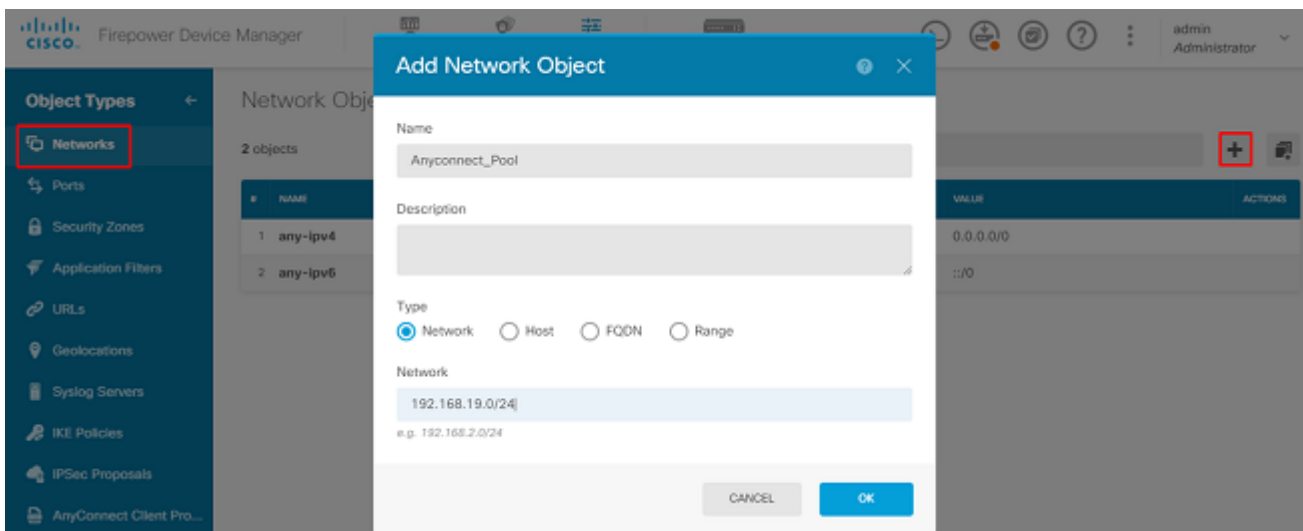 CISCO. Firepower Device Manager
admin
Administrator
Object Types
Networks
Ports
Security Zones
Application Filters
URLs
Geolocations
Syslog Servers
IKE Policies
IPSec Proposals
AnyConnect Client Pro...
Network Obje
2 objects
# NAME VALUE ACTIONS
1 any-ipv4 0.0.0.0/0
2 any-ipv6 ::/0
Add Network Object
Name
Anyconnect_Pool
Description
Type
Network Host FQDN Range
Network
192.168.19.0/24
e.g. 192.168.2.0/24
CANCEL OK